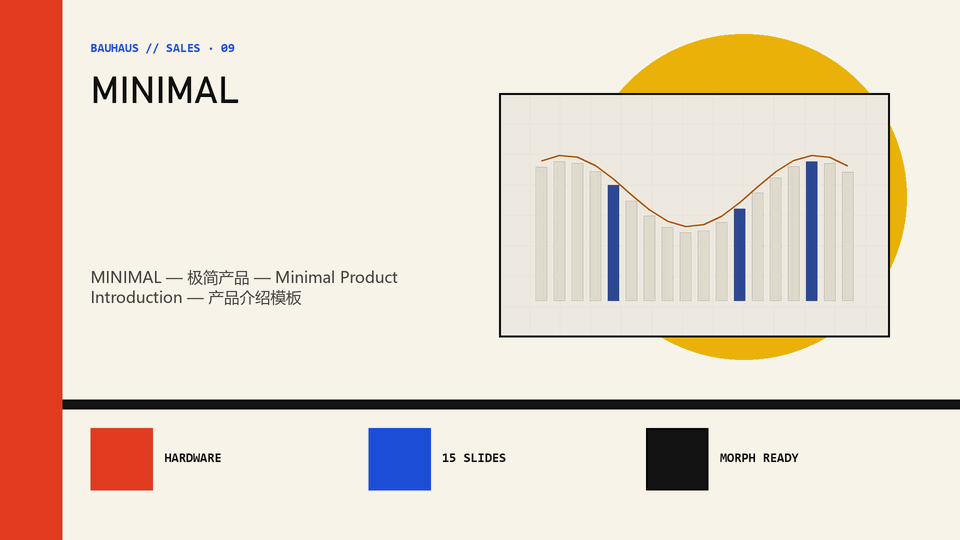 BAUHAUS // SALES · 09
MINIMAL
MINIMAL — 极简产品 — Minimal Product
Introduction — 产品介绍模板
HARDWARE
15 SLIDES
MORPH READY